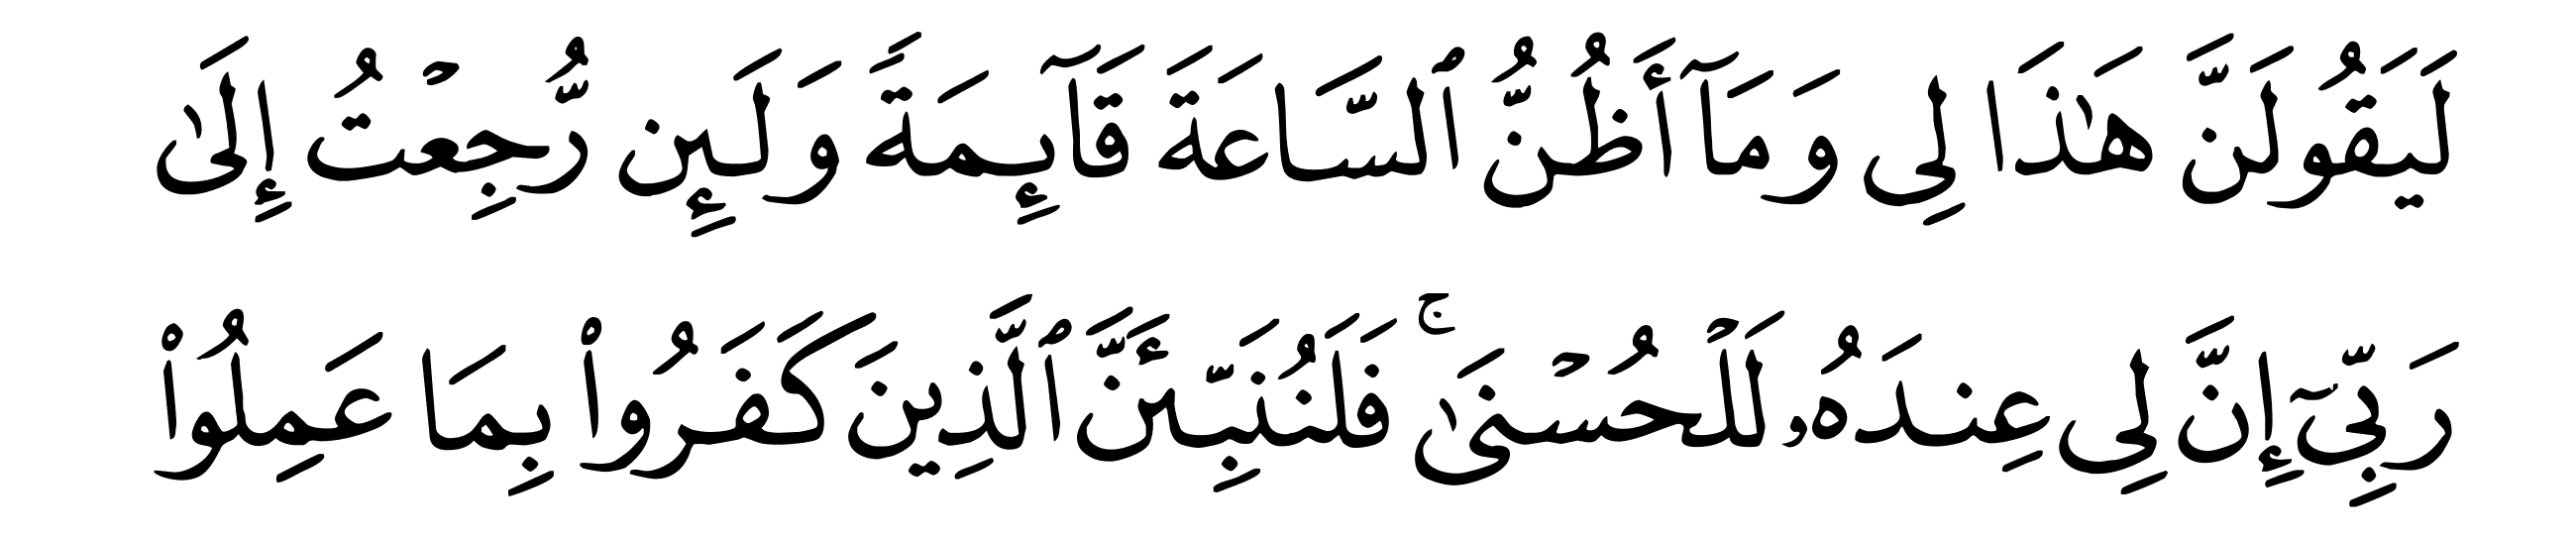 لَيَقُولَنَّ هَٰذَا لِى وَمَآ أَظُنُّ ٱلسَّاعَةَ قَآئِمَةً وَلَئِن رُّجِعْتُ إِلَىٰ
رَبِّىٓ إِنَّ لِى عِندَهُۥ لَلْحُسْنَىٰ ۚ فَلَنُنَبِّئَنَّ ٱلَّذِينَ كَفَرُوا۟ بِمَا عَمِلُوا۟